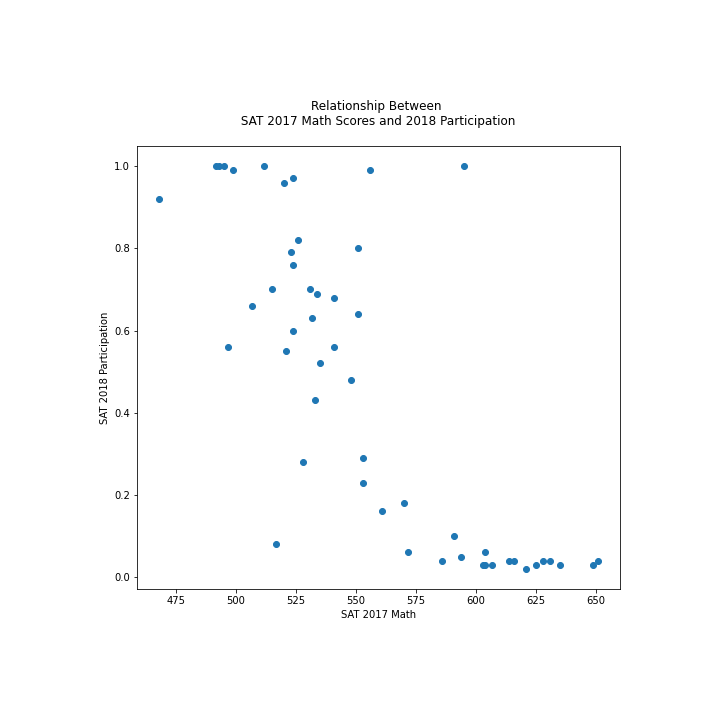 Relationship Between
SAT 2017 Math Scores and 2018 Participation
1.0
0.8
0.6
0.4
0.2
0.0
SAT 2018 Participation
475 500 525 550 575 600 625 650
SAT 2017 Math